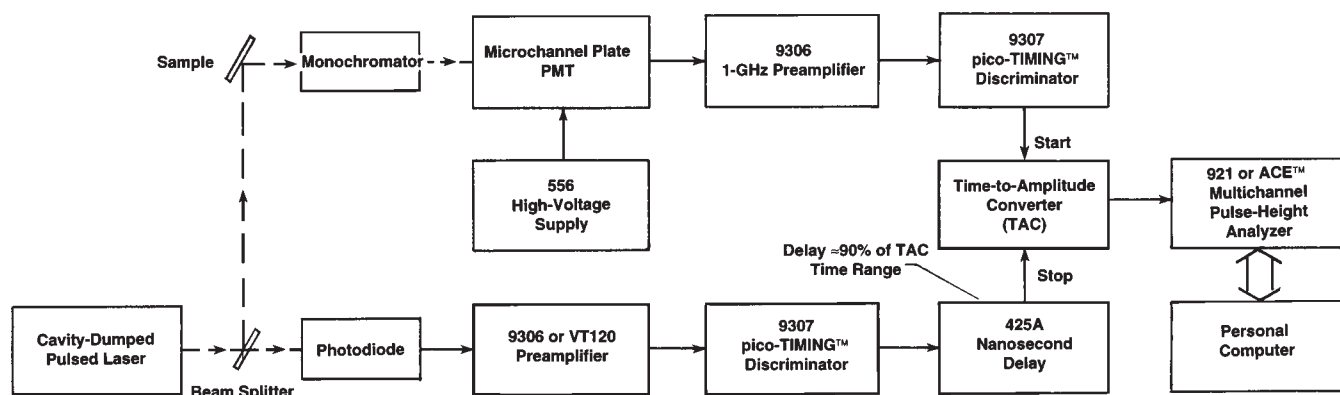 Sample
Monochromator
Microchannel Plate
PMT
9306
1-GHz Preamplifier
9307
pico-TIMING™
Discriminator
Start
556
High-Voltage
Supply
Time-to-Amplitude
Converter
(TAC)
921 or ACE™
Multichannel
Pulse-Height
Analyzer
Delay ≈90% of TAC
Time Range
Stop
Cavity-Dumped
Pulsed Laser
Beam Splitter
Photodiode
9306 or VT120
Preamplifier
9307
pico-TIMING™
Discriminator
425A
Nanosecond
Delay
Personal
Computer